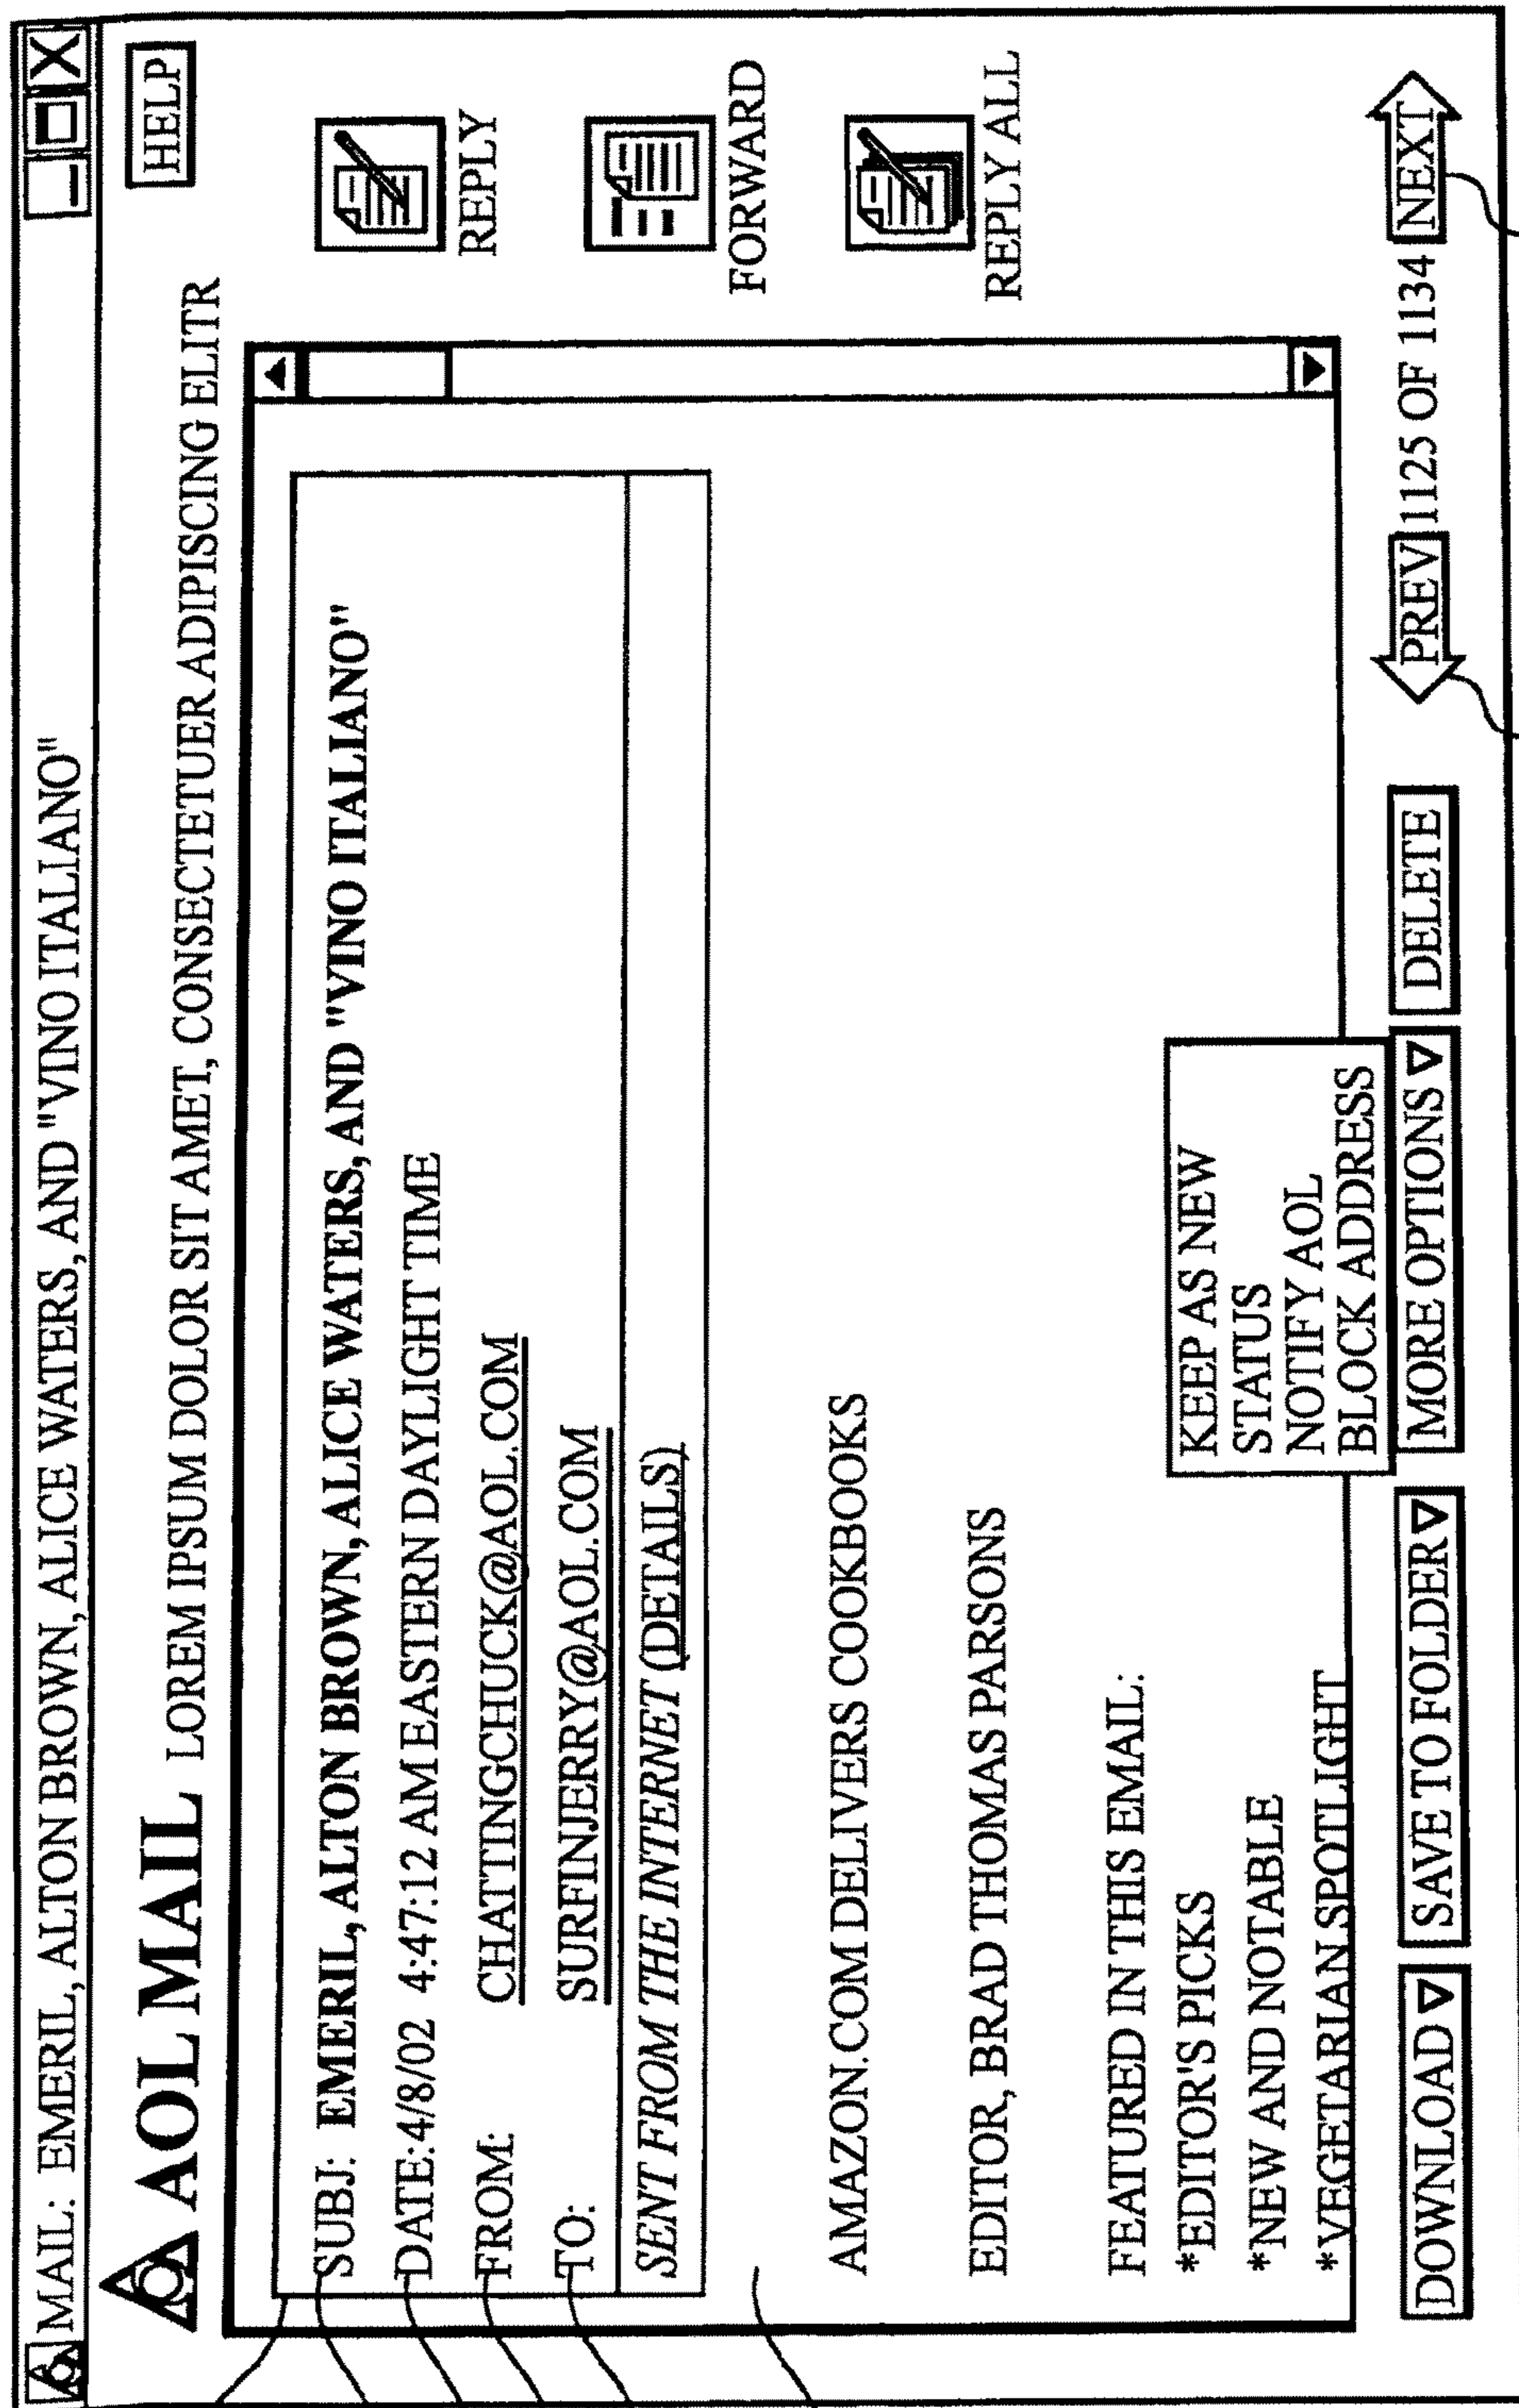 MAIL: EMERIL, ALTON BROWN, ALICE WATERS, AND "VINO ITALIANO"
AOL MAIL LOREM IPSUM DOLOR SIT AMET, CONSECTETUER ADIPISCING ELITR
HELP
SUBJ: EMERIL, ALTON BROWN, ALICE WATERS, AND "VINO ITALIANO"
DATE:4/8/02 4:47:12 AM EASTERN DAYLIGHT TIME
FROM: CHATTINGCHUCK@AOL.COM
TO: SURFINJERRY@AOL.COM
SENT FROM THE INTERNET (DETAILS)
AMAZON.COM DELIVERS COOKBOOKS
EDITOR, BRAD THOMAS PARSONS
FEATURED IN THIS EMAIL:
*EDITOR'S PICKS
*NEW AND NOTABLE
*VEGETARIAN SPOTLIGHT
REPLY
FORWARD
REPLY ALL
KEEP AS NEW
STATUS
NOTIFY AOL
BLOCK ADDRESS
DOWNLOAD SAVE TO FOLDER MORE OPTIONS DELETE PREV 1125 OF 1134 NEXT